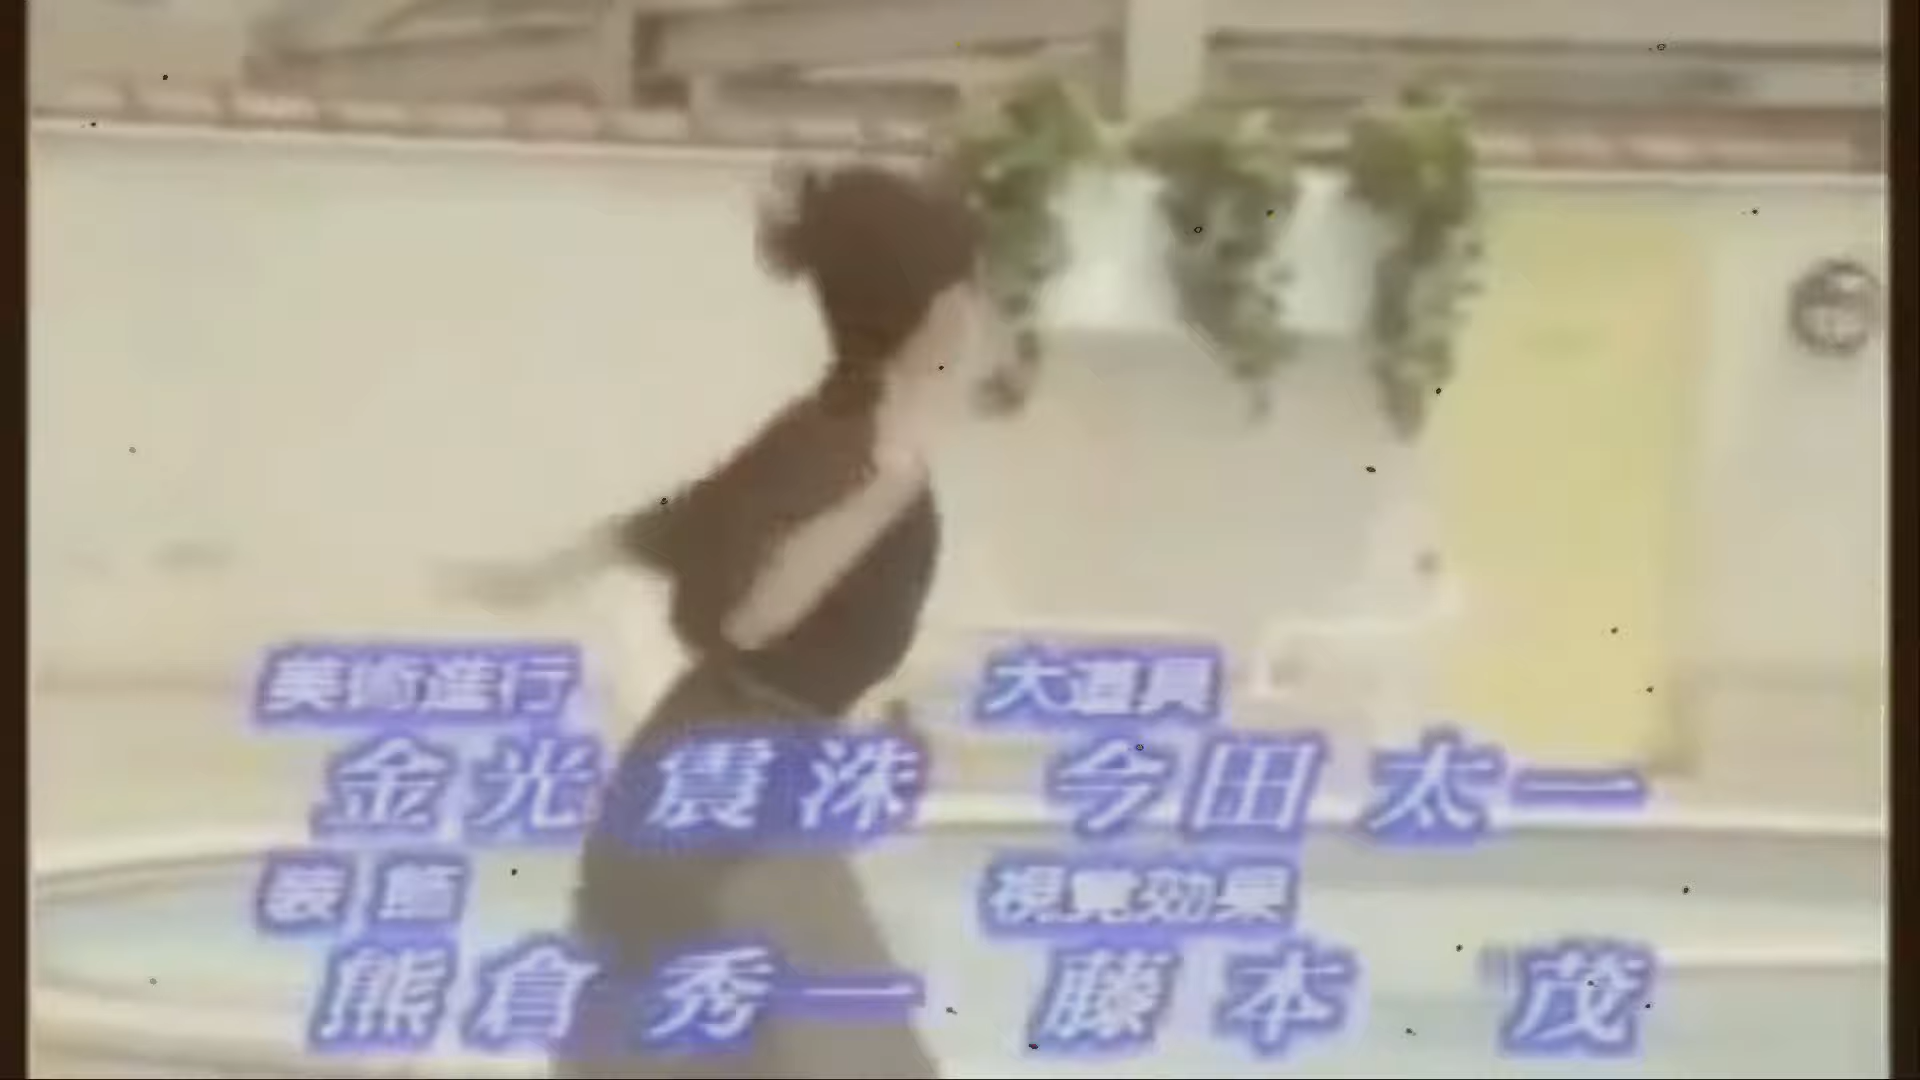 美術進行
金光 震洙
大道具
今田 太一
装飾
熊倉 秀一
視覚効果
藤本 茂